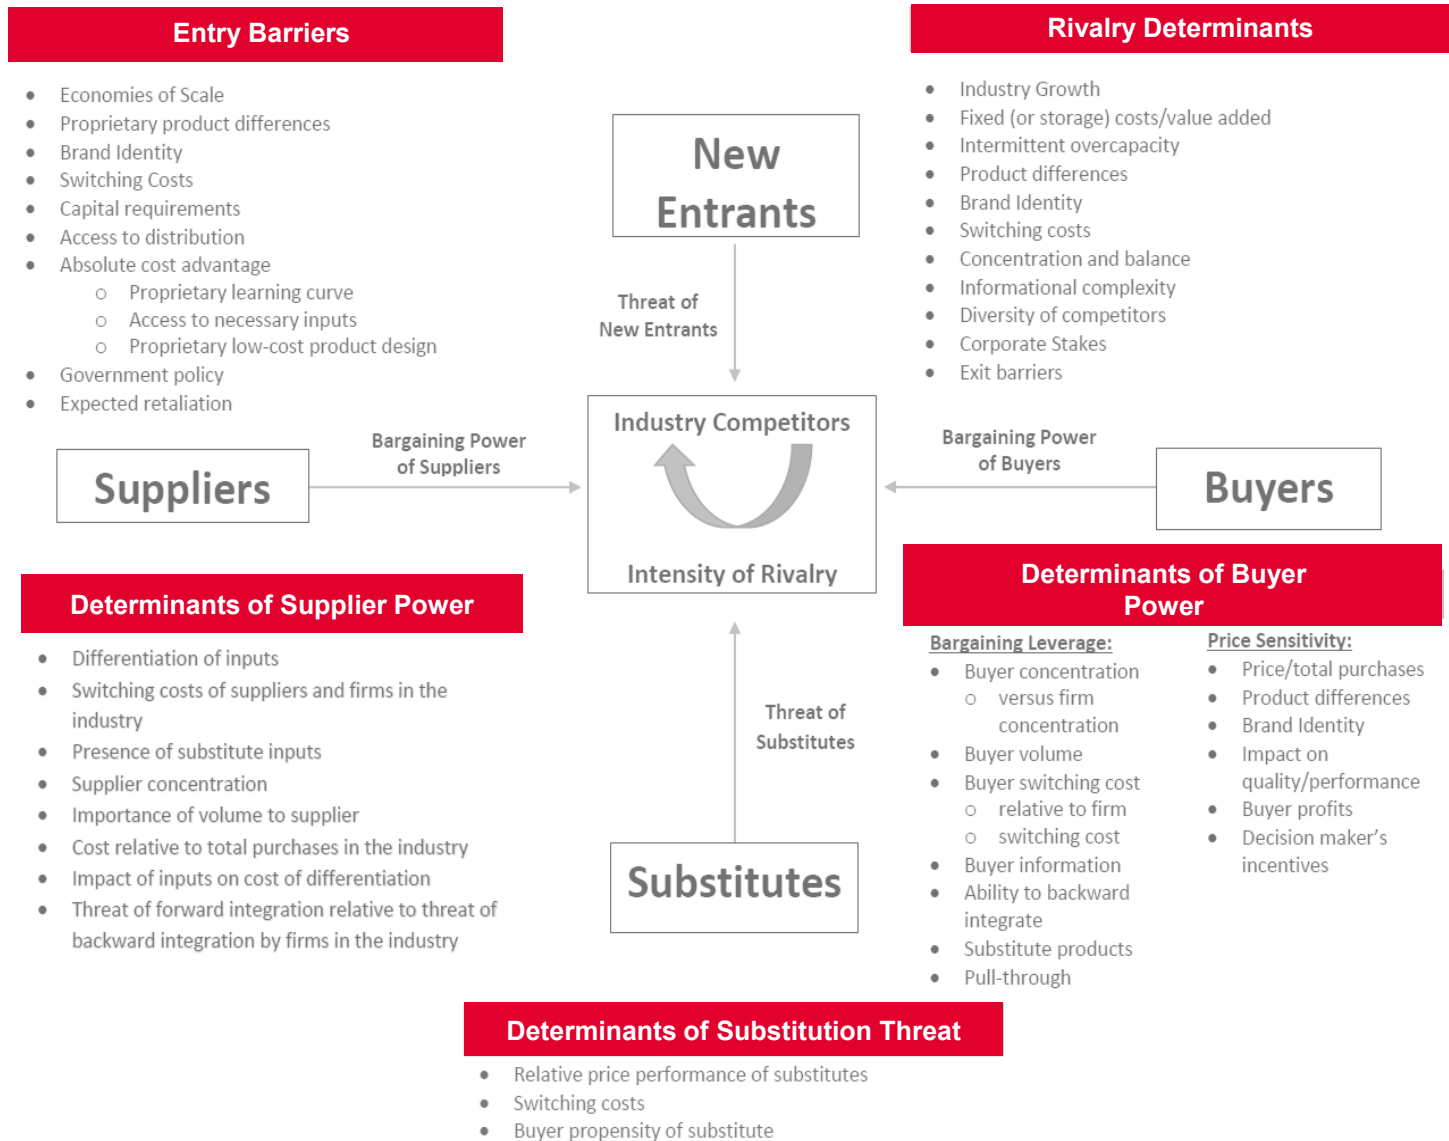 Entry Barriers
• Economies of Scale
• Proprietary product differences
• Brand Identity
• Switching Costs
• Capital requirements
• Access to distribution
• Absolute cost advantage
○ Proprietary learning curve
○ Access to necessary inputs
○ Proprietary low-cost product design
• Government policy
• Expected retaliation
New
Entrants
Threat of
New Entrants
Rivalry Determinants
• Industry Growth
• Fixed (or storage) costs/value added
• Intermittent overcapacity
• Product differences
• Brand Identity
• Switching costs
• Concentration and balance
• Informational complexity
• Diversity of competitors
• Corporate Stakes
• Exit barriers
Suppliers
Bargaining Power
of Suppliers
Industry Competitors
Intensity of Rivalry
Bargaining Power
of Buyers
Buyers
Determinants of Supplier Power
• Differentiation of inputs
• Switching costs of suppliers and firms in the
industry
• Presence of substitute inputs
• Supplier concentration
• Importance of volume to supplier
• Cost relative to total purchases in the industry
• Impact of inputs on cost of differentiation
• Threat of forward integration relative to threat of
backward integration by firms in the industry
Threat of
Substitutes
Substitutes
Determinants of Buyer
Power
Bargaining Leverage:
• Buyer concentration
○ versus firm
concentration
• Buyer volume
• Buyer switching cost
○ relative to firm
○ switching cost
• Buyer information
• Ability to backward
integrate
• Substitute products
• Pull-through
Price Sensitivity:
• Price/total purchases
• Product differences
• Brand Identity
• Impact on
quality/performance
• Buyer profits
• Decision maker's
incentives
Determinants of Substitution Threat
• Relative price performance of substitutes
• Switching costs
• Buyer propensity of substitute